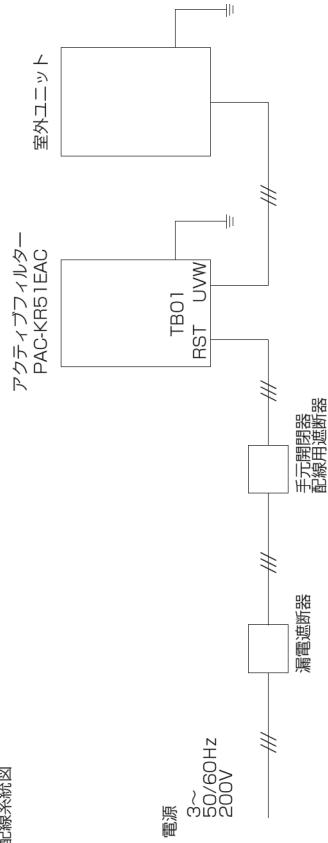 配線系統図
電源
3~
50/60Hz
200V
漏電遮断器
手元開閉器
配線用遮断器
アクティブフィルター
PAC-KR51EAC
TB01
RST UVW
室外ユニット